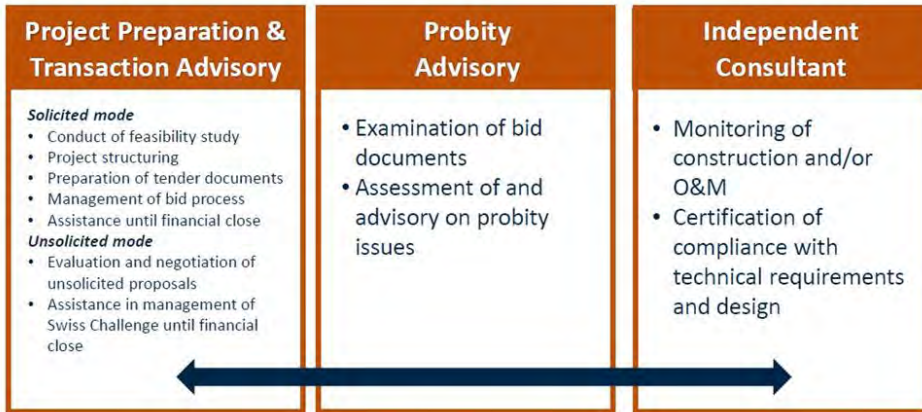 Project Preparation &
Transaction Advisory
Solicited mode
• Conduct of feasibility study
• Project structuring
• Preparation of tender documents
• Management of bid process
• Assistance until financial close
Unsolicited mode
• Evaluation and negotiation of
unsolicited proposals
• Assistance in management of
Swiss Challenge until financial
close
Probity
Advisory
• Examination of bid
documents
• Assessment of and
advisory on probity
issues
Independent
Consultant
• Monitoring of
construction and/or
O&M
• Certification of
compliance with
technical requirements
and design